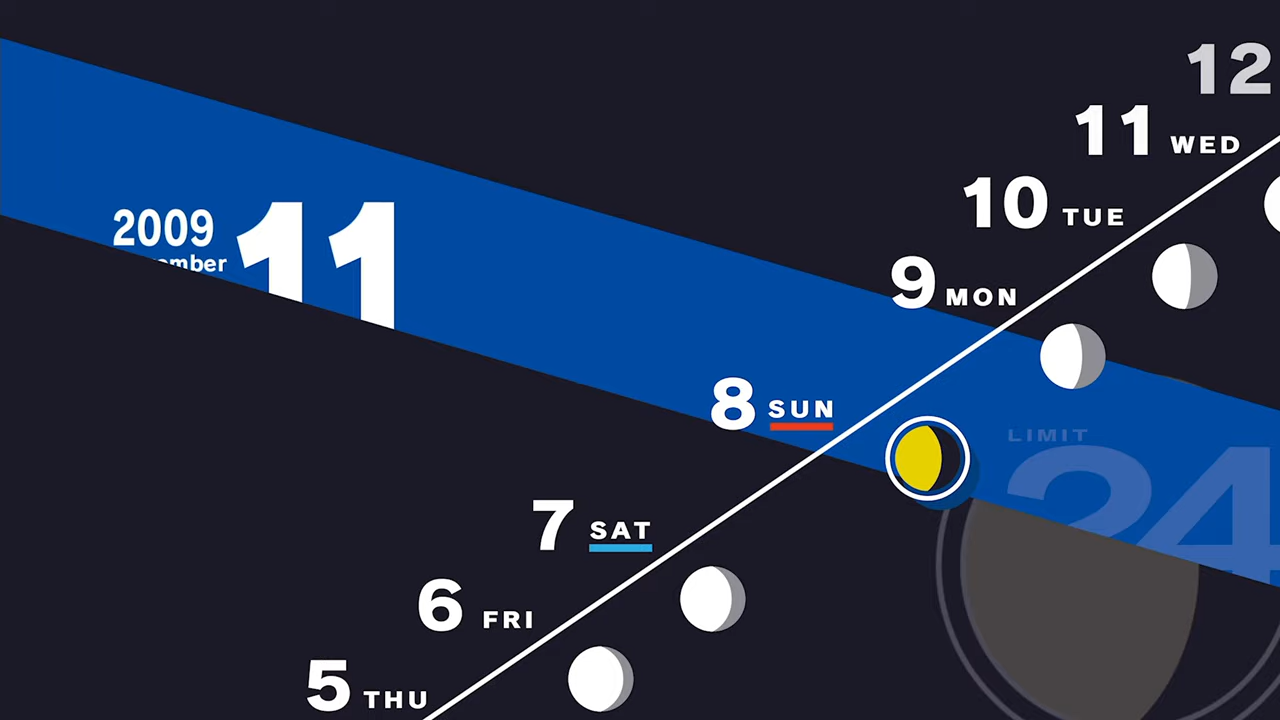 12
11 WED
10 TUE
2009
mber 11
9 MON
8 SUN
LIMIT
24
7 SAT
6 FRI
5 THU